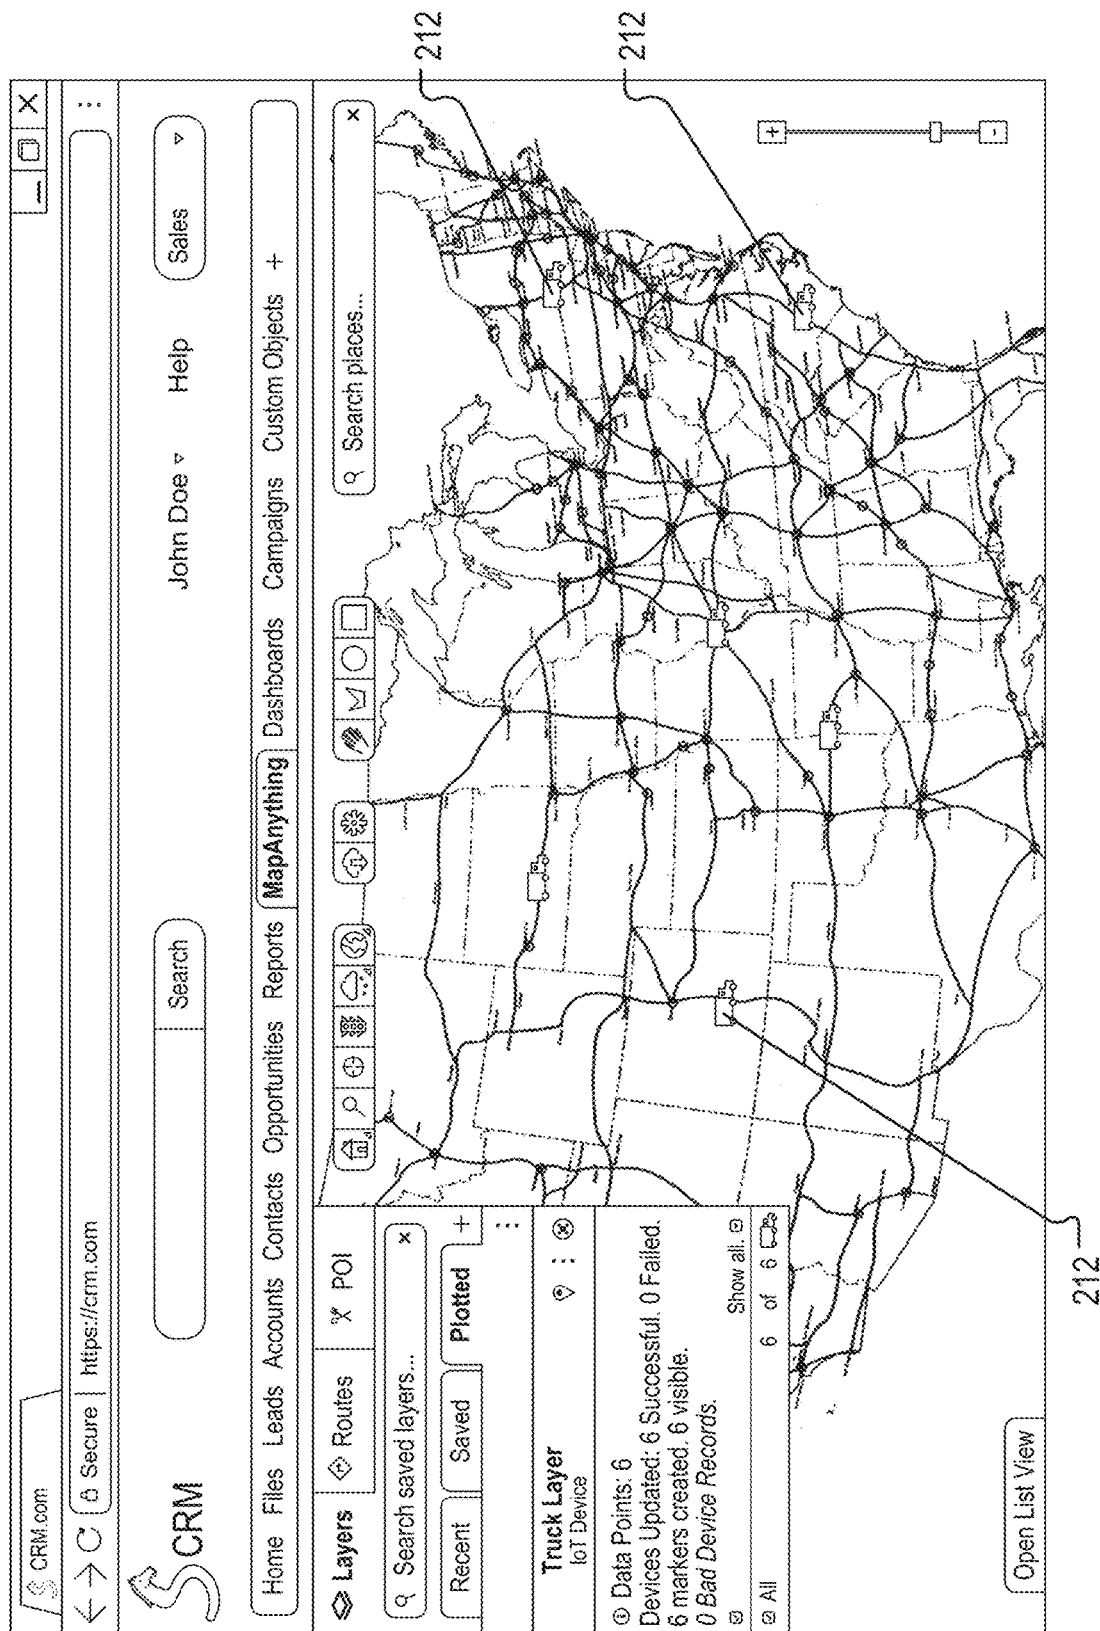 CRM.com
Secure | https://crm.com
CRM
Search
John Doe
Help
Sales
Home Files Leads Accounts Contacts Opportunities Reports MapAnything Dashboards Campaigns Custom Objects +
Layers
Routes
POI
Search places...
Search saved layers...
Recent
Saved
Plotted
+
Truck Layer
IoT Device
Data Points: 6
Devices Updated: 6 Successful. 0 Failed.
6 markers created. 6 visible.
0 Bad Device Records.
Show all.
All
6 of 6
Open List View
212
212
212